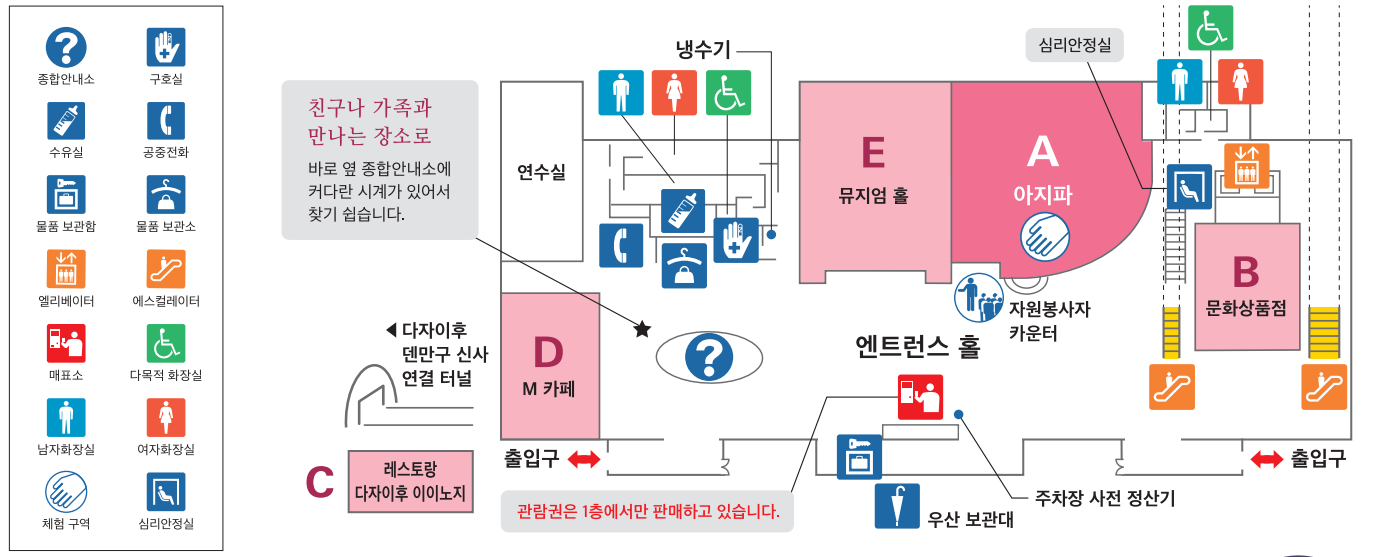 종합안내소
구호실
수유실
공중전화
물품 보관함
물품 보관소
엘리베이터
에스컬레이터
매표소
다목적 화장실
남자화장실
여자화장실
체험 구역
심리안정실
친구나 가족과
만나는 장소로
바로 옆 종합안내소에
커다란 시계가 있어서
찾기 쉽습니다.
냉수기
심리안정실
연수실
E
뮤지엄 홀
A
아지파
B
문화상품점
자원봉사자
카운터
엔트런스 홀
다자이후
덴만구 신사
연결 터널
D
M 카페
C
레스토랑
다자이후 이이노지
출입구
출입구
관람권은 1층에서만 판매하고 있습니다.
우산 보관대
주차장 사전 정산기